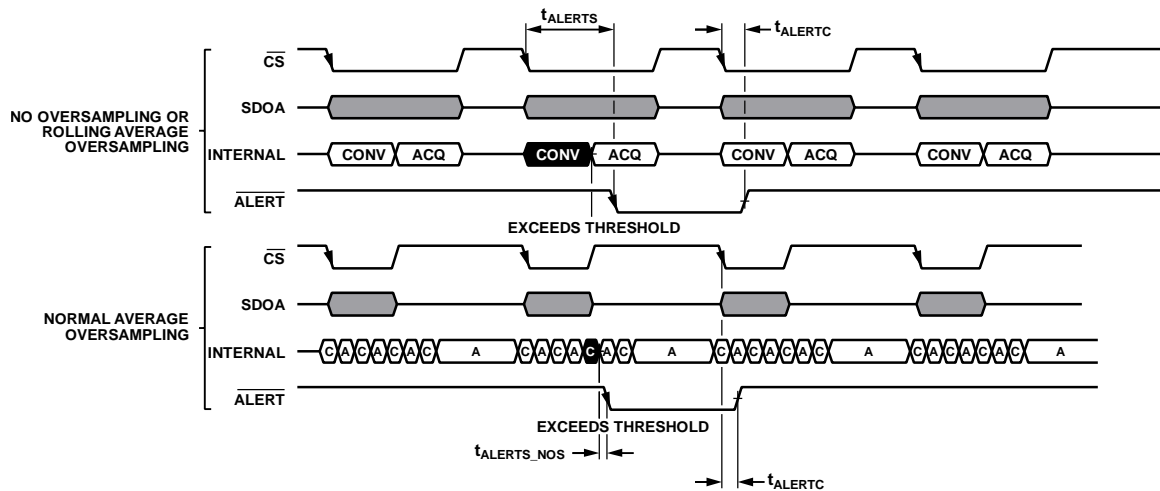 tALERTS
tALERTC
CS
SDOA
NO OVERSAMPLING OR
ROLLING AVERAGE
OVERSAMPLING
INTERNAL CONV ACQ CONV ACQ CONV ACQ CONV ACQ
ALERT
EXCEEDS THRESHOLD
CS
SDOA
NORMAL AVERAGE
OVERSAMPLING
INTERNAL C A C A C A C A C A C A C A C A C A C A C A C A C A C A C A C A
ALERT
EXCEEDS THRESHOLD
tALERTS_NOS
tALERTC